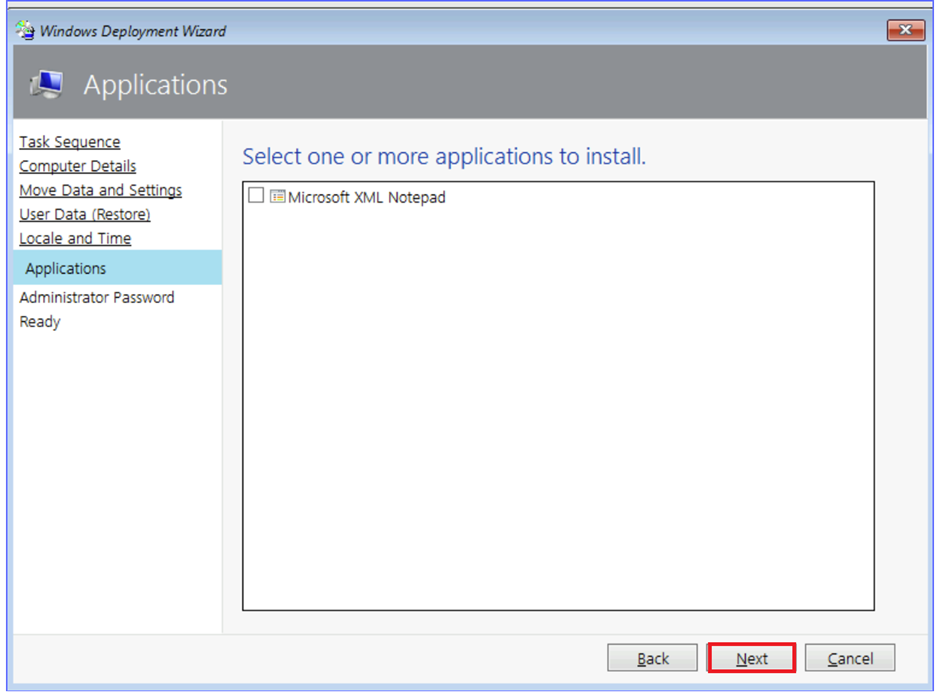 Windows Deployment Wizard
Applications
Task Sequence
Computer Details
Move Data and Settings
User Data (Restore)
Locale and Time
Applications
Administrator Password
Ready
Select one or more applications to install.
Microsoft XML Notepad
Back
Next
Cancel